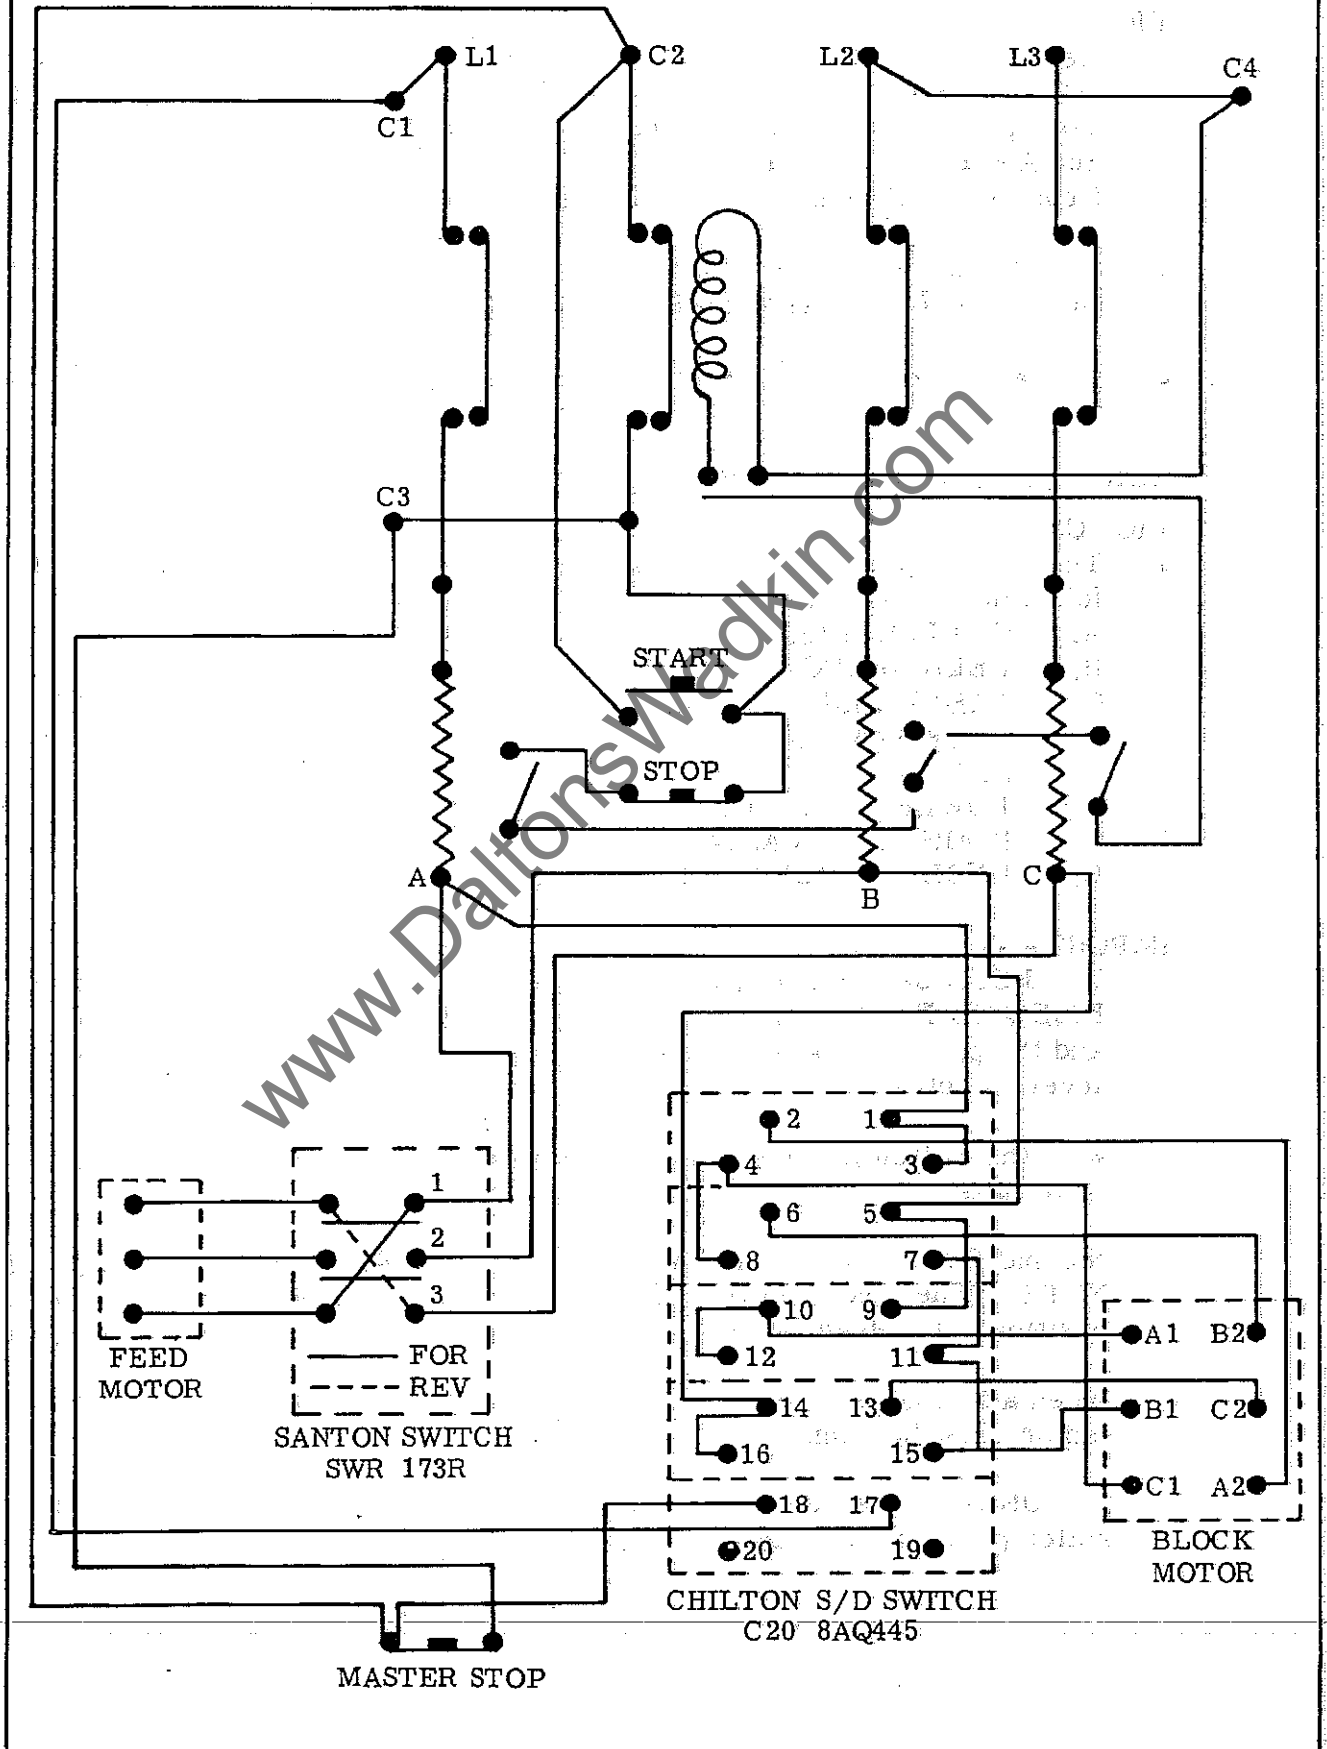 L1
C2
L2
L3
C4
C1
C3
START
STOP
A
B
C
www.DaltonsWadkin.com
2
1
4
3
6
5
8
7
10
9
12
11
14
13
16
15
18
17
20
19
1
2
3
FOR
REV
FEED
MOTOR
SANTON SWITCH
SWR 173R
A1
B2
B1
C2
C1
A2
BLOCK
MOTOR
CHILTON S/D SWITCH
C20 8AQ445
MASTER STOP